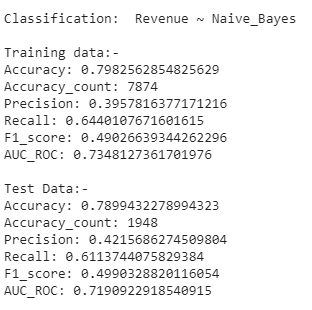 Classification:  Revenue ~ Naive_Bayes
Training data:-
Accuracy: 0.7982562854825629
Accuracy_count: 7874
Precision: 0.3957816377171216
Recall: 0.6440107671601615
F1_score: 0.49026639344262296
AUC_ROC: 0.7348127361701976
Test Data:-
Accuracy: 0.7899432278994323
Accuracy_count: 1948
Precision: 0.4215686274509804
Recall: 0.6113744075829384
F1_score: 0.4990328820116054
AUC_ROC: 0.7190922918540915